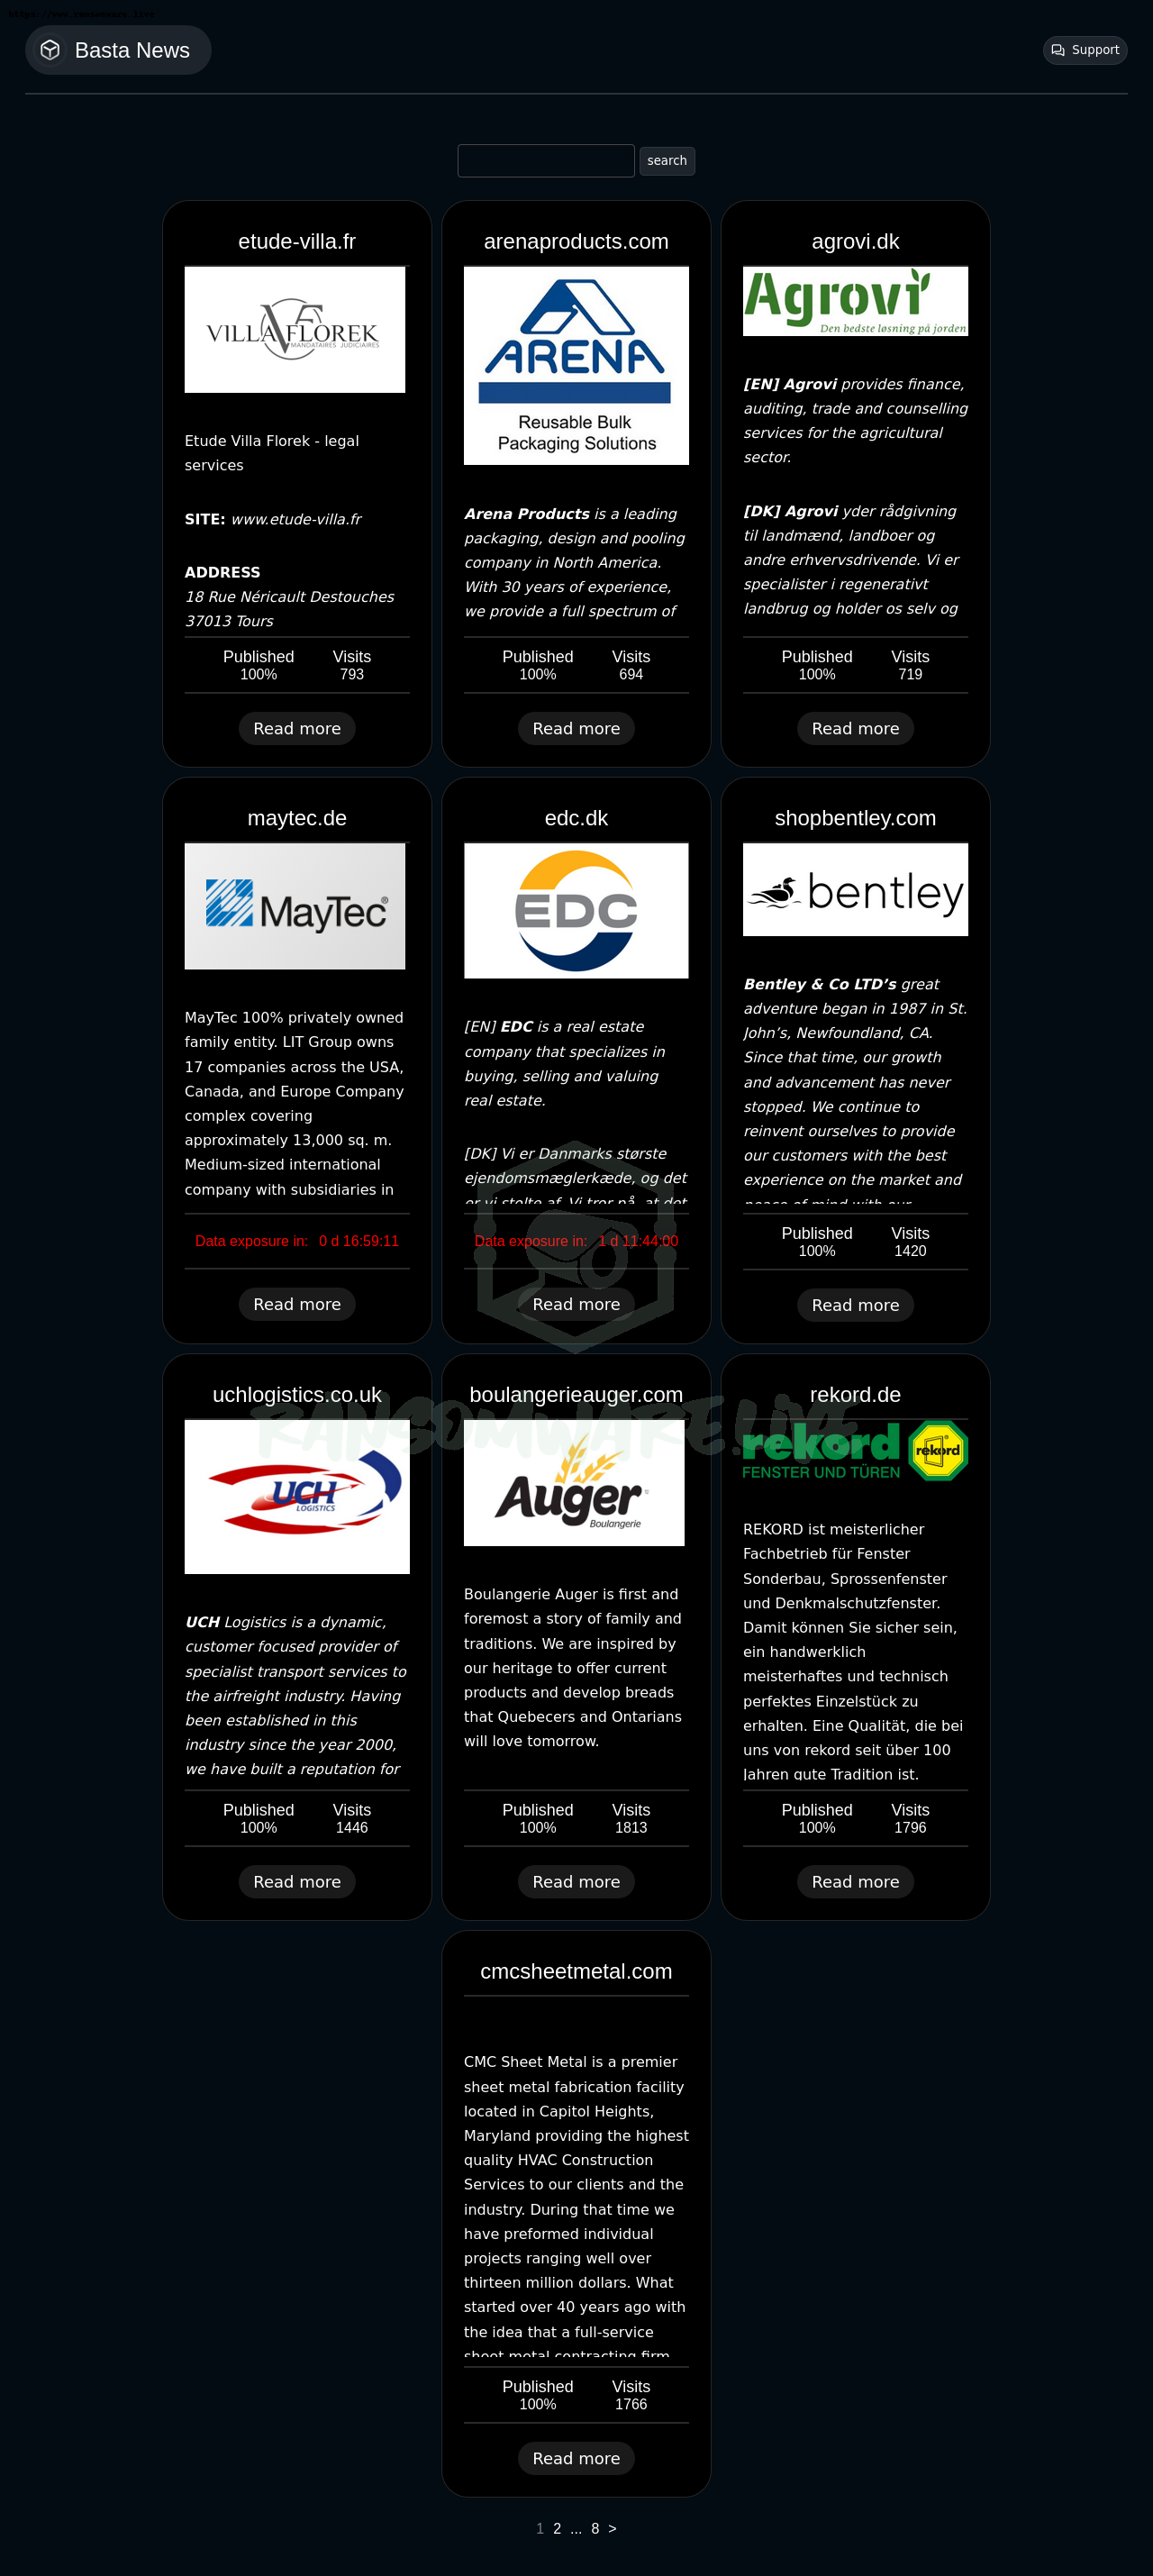 https://www.ransomware.live
Basta News
Support
search
etude-villa.fr
VILLA FLOREK
MANDATAIRES JUDICIAIRES
Etude Villa Florek - legal
services
SITE: www.etude-villa.fr
ADDRESS
18 Rue Néricault Destouches
37013 Tours
Published Visits
100% 793
Read more
arenaproducts.com
ARENA
Reusable Bulk
Packaging Solutions
Arena Products is a leading
packaging, design and pooling
company in North America.
With 30 years of experience,
we provide a full spectrum of
Published Visits
100% 694
Read more
agrovi.dk
Agrovi
Den bedste løsning på jorden
[EN] Agrovi provides finance,
auditing, trade and counselling
services for the agricultural
sector.
[DK] Agrovi yder rådgivning
til landmænd, landboer og
andre erhvervsdrivende. Vi er
specialister i regenerativt
landbrug og holder os selv og
Published Visits
100% 719
Read more
maytec.de
MayTec®
MayTec 100% privately owned
family entity. LIT Group owns
17 companies across the USA,
Canada, and Europe Company
complex covering
approximately 13,000 sq. m.
Medium-sized international
company with subsidiaries in
Data exposure in: 0 d 16:59:11
Read more
edc.dk
EDC
[EN] EDC is a real estate
company that specializes in
buying, selling and valuing
real estate.
[DK] Vi er Danmarks største
ejendomsmæglerkæde, og det
er vi stolte af. Vi tror på, at det
Data exposure in: 1 d 11:44:00
Read more
shopbentley.com
bentley
Bentley & Co LTD’s great
adventure began in 1987 in St.
John’s, Newfoundland, CA.
Since that time, our growth
and advancement has never
stopped. We continue to
reinvent ourselves to provide
our customers with the best
experience on the market and
peace of mind with our
Published Visits
100% 1420
Read more
RANSOMWARE.LIVE
uchlogistics.co.uk
UCH
LOGISTICS
UCH Logistics is a dynamic,
customer focused provider of
specialist transport services to
the airfreight industry. Having
been established in this
industry since the year 2000,
we have built a reputation for
Published Visits
100% 1446
Read more
boulangerieauger.com
Auger
Boulangerie
Boulangerie Auger is first and
foremost a story of family and
traditions. We are inspired by
our heritage to offer current
products and develop breads
that Quebecers and Ontarians
will love tomorrow.
Published Visits
100% 1813
Read more
rekord.de
rekord
rekord®
FENSTER UND TÜREN
REKORD ist meisterlicher
Fachbetrieb für Fenster
Sonderbau, Sprossenfenster
und Denkmalschutzfenster.
Damit können Sie sicher sein,
ein handwerklich
meisterhaftes und technisch
perfektes Einzelstück zu
erhalten. Eine Qualität, die bei
uns von rekord seit über 100
Jahren gute Tradition ist.
Published Visits
100% 1796
Read more
cmcsheetmetal.com
CMC Sheet Metal is a premier
sheet metal fabrication facility
located in Capitol Heights,
Maryland providing the highest
quality HVAC Construction
Services to our clients and the
industry. During that time we
have preformed individual
projects ranging well over
thirteen million dollars. What
started over 40 years ago with
the idea that a full-service
sheet metal contracting firm
Published Visits
100% 1766
Read more
1 2 ... 8 >